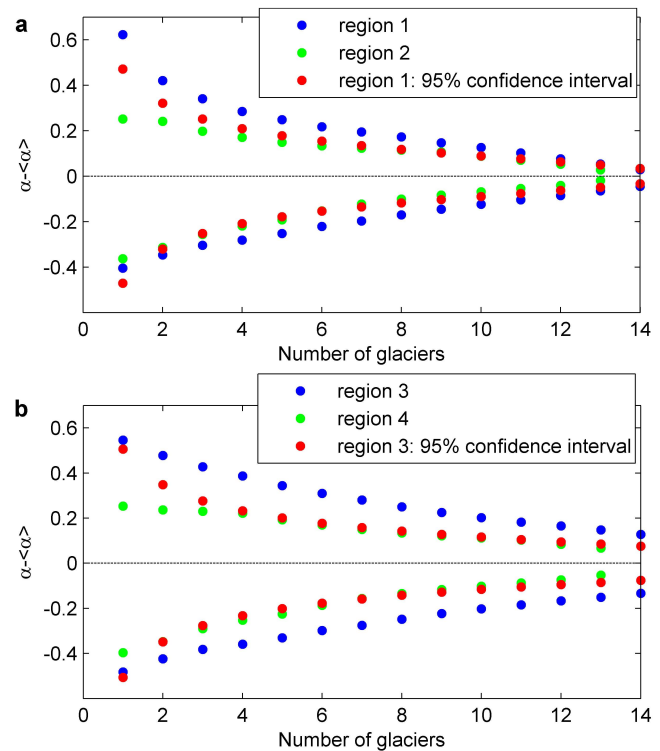 a
region 1
region 2
region 1: 95% confidence interval
0.6
0.4
0.2
0
-0.2
-0.4
α-<α>
0 2 4 6 8 10 12 14
Number of glaciers
b
region 3
region 4
region 3: 95% confidence interval
0.6
0.4
0.2
0
-0.2
-0.4
α-<α>
0 2 4 6 8 10 12 14
Number of glaciers